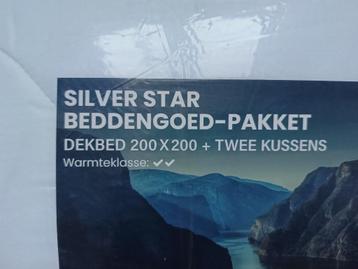 SILVER STAR
BEDDENGOED-PAKKET
DEKBED 200X200 + TWEE KUSSENS
Warmteklasse: ✓✓